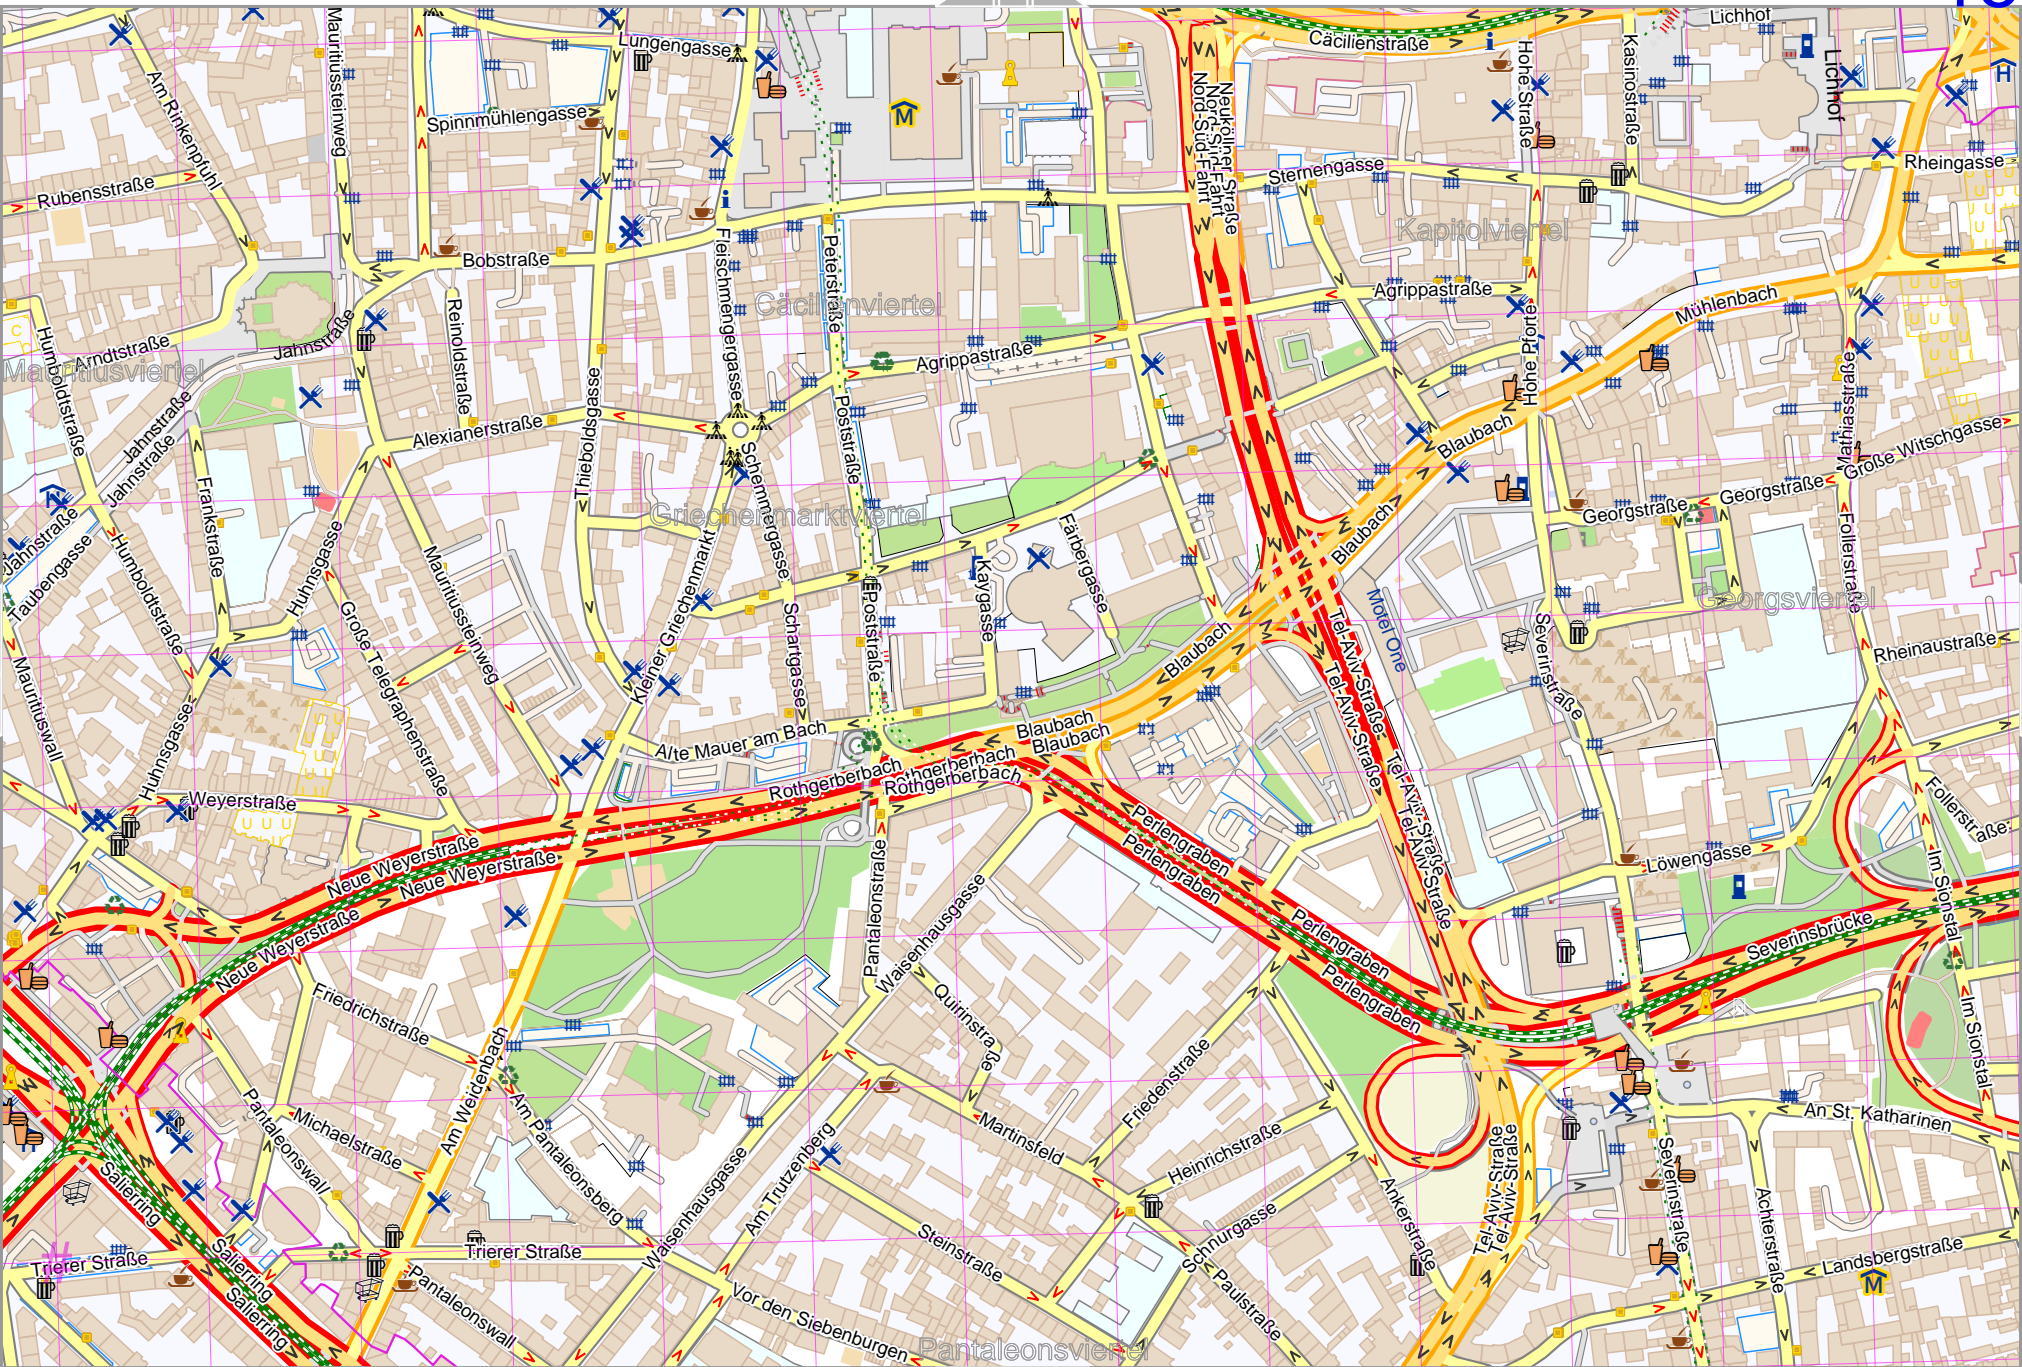 Lichhof
Lungengasse
Cäcilienstraße
Hohe Straße
Kasinostraße
Lichhof
Mauritiussteinweg
Am Rinkenpfuhl
Spinnmühlengasse
M
H
Nord-Süd-Fahrt
Nord-Süd-Fahrt
Neuköllner Straße
Sternengasse
Rheingasse
Rubensstraße
Kapitolviertel
Bobstraße
Fleischmengergasse
Peterstraße
Cäcilienviertel
Agrippastraße
Mühlenbach
Reinoldstraße
Jahnstraße
Arndtstraße
Mauritiusviertel
Humboldtstraße
Agrippastraße
Hohe Pforte
Mathiasstraße
Jahnstraße
Jahnstraße
Alexianerstraße
Thieboldsgasse
Poststraße
Blaubach
Große Witschgasse
Georgstraße
Georgstraße
Frankstraße
Schemmergasse
Griechenmarktviertel
Färbergasse
Blaubach
Follerstraße
Jahnstraße
Taubengasse
Humboldtstraße
Huhnsgasse
Mauritiussteinweg
Kaygasse
Motel One
Georgsviertel
Große Telegraphenstraße
Kleiner Griechenmarkt
Schartgasse
Poststraße
Blaubach
Tel-Aviv-Straße
Tel-Aviv-Straße
Severinstraße
Rheinaustraße
Mauritiuswall
Huhnsgasse
Alte Mauer am Bach
Blaubach
Blaubach
Rothgerberbach
Rothgerberbach
Rothgerberbach
Weyerstraße
Tel-Aviv-Straße
Tel-Aviv-Straße
Follerstraße
Neue Weyerstraße
Neue Weyerstraße
Neue Weyerstraße
Perlengraben
Perlengraben
Löwengasse
Im Sionstal
Pantaleonstraße
Waisenhausgasse
Perlengraben
Perlengraben
Severinsbrücke
Friedrichstraße
Quirinstraße
Im Sionstal
Am Weidenbach
Friedenstraße
Pantaleonswall
Michaelstraße
Am Pantaleonsberg
Martinsfeld
Heinrichstraße
An St. Katharinen
Salierring
Waisenhausgasse
Am Trutzenberg
Ankerstraße
Tel-Aviv-Straße
Tel-Aviv-Straße
Severinstraße
Achterstraße
Trierer Straße
Trierer Straße
Steinstraße
Schnurgasse
Landsbergstraße
M
Salierring
Salierring
Pantaleonswall
Vor den Siebenburgen
Paulstraße
Pantaleonsviertel